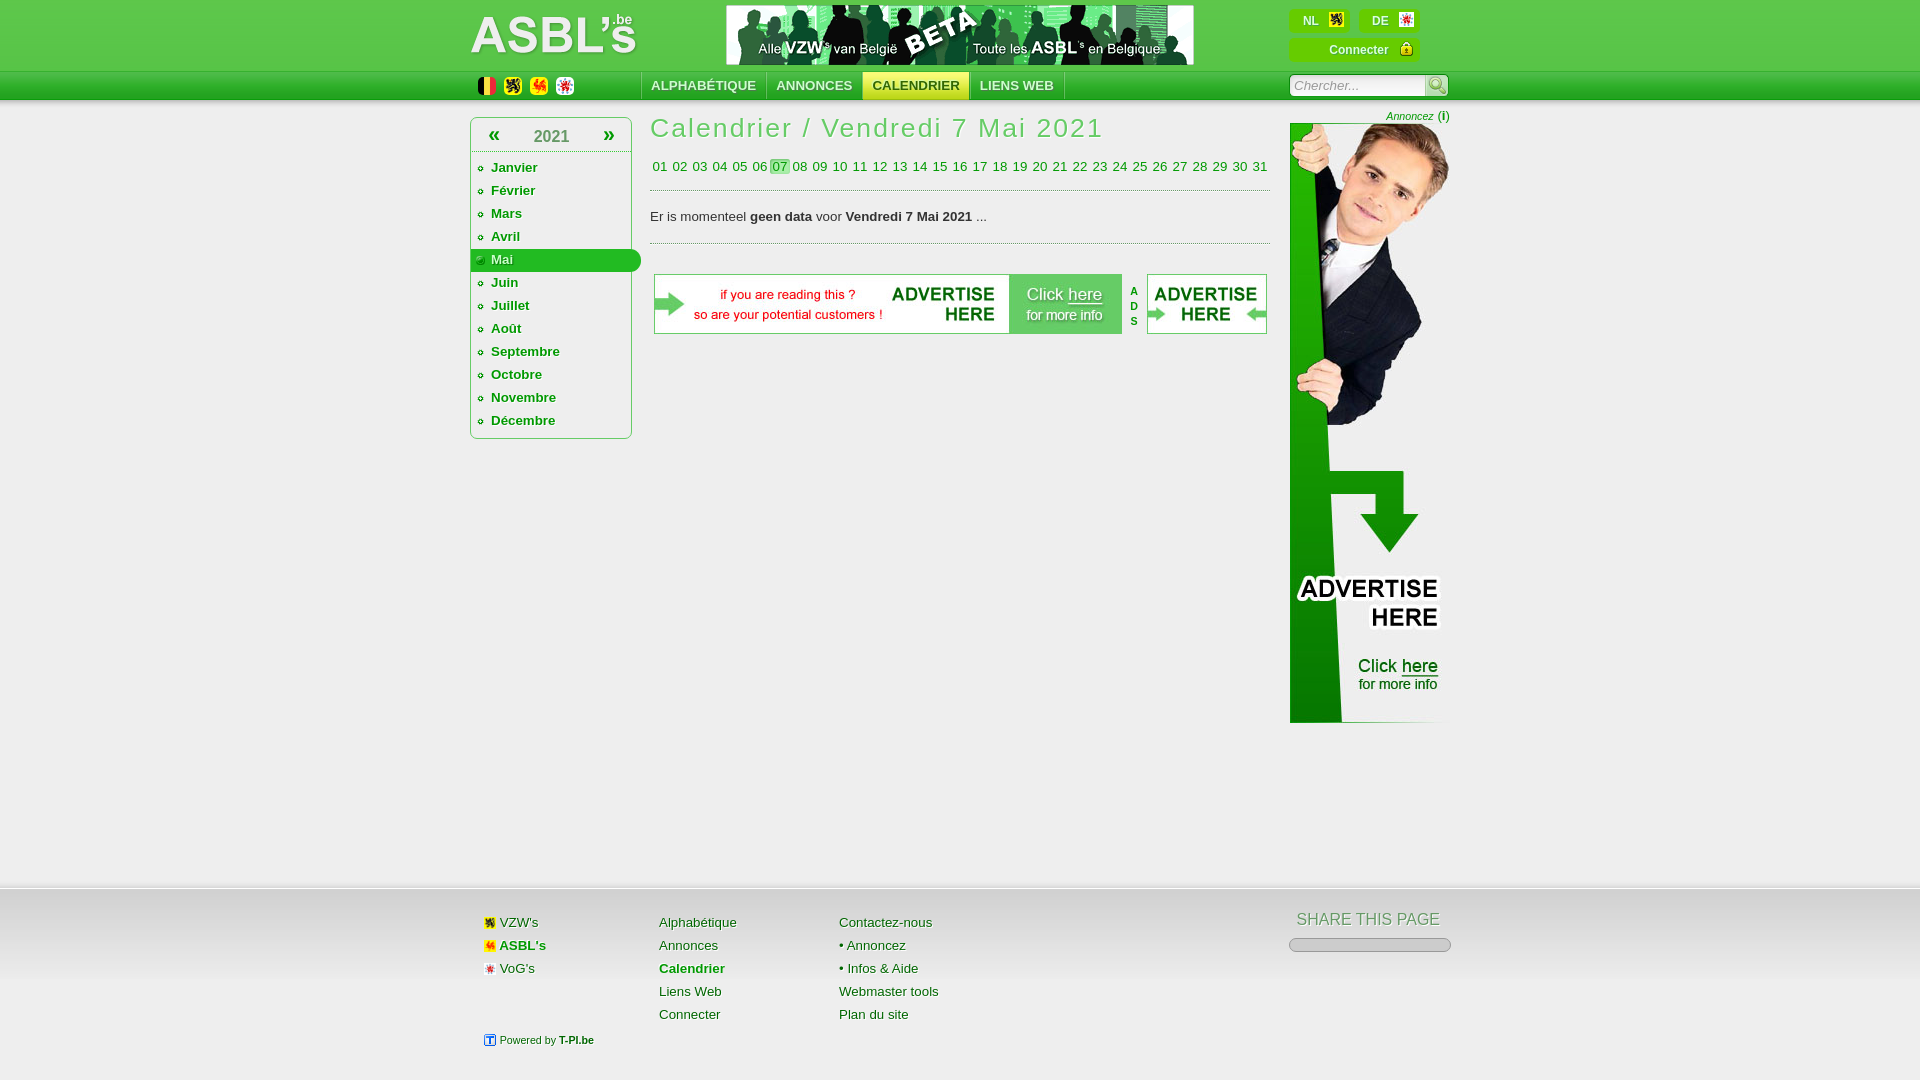 ASBL's.be
Alle VZW's van België BETA Toute les ASBL's en Belgique
NL
DE
Connecter
ALPHABÉTIQUE
ANNONCES
CALENDRIER
LIENS WEB
Chercher...
« 2021 »
Janvier
Février
Mars
Avril
Mai
Juin
Juillet
Août
Septembre
Octobre
Novembre
Décembre
Calendrier / Vendredi 7 Mai 2021
01 02 03 04 05 06 07 08 09 10 11 12 13 14 15 16 17 18 19 20 21 22 23 24 25 26 27 28 29 30 31
Er is momenteel geen data voor Vendredi 7 Mai 2021 ...
if you are reading this ?
so are your potential customers !
ADVERTISE
HERE
Click here
for more info
A
D
S
ADVERTISE
HERE
Annoncez (i)
ADVERTISE
HERE
Click here
for more info
VZW's
ASBL's
VoG's
Powered by T-PI.be
Alphabétique
Annonces
Calendrier
Liens Web
Connecter
Contactez-nous
• Annoncez
• Infos & Aide
Webmaster tools
Plan du site
SHARE THIS PAGE